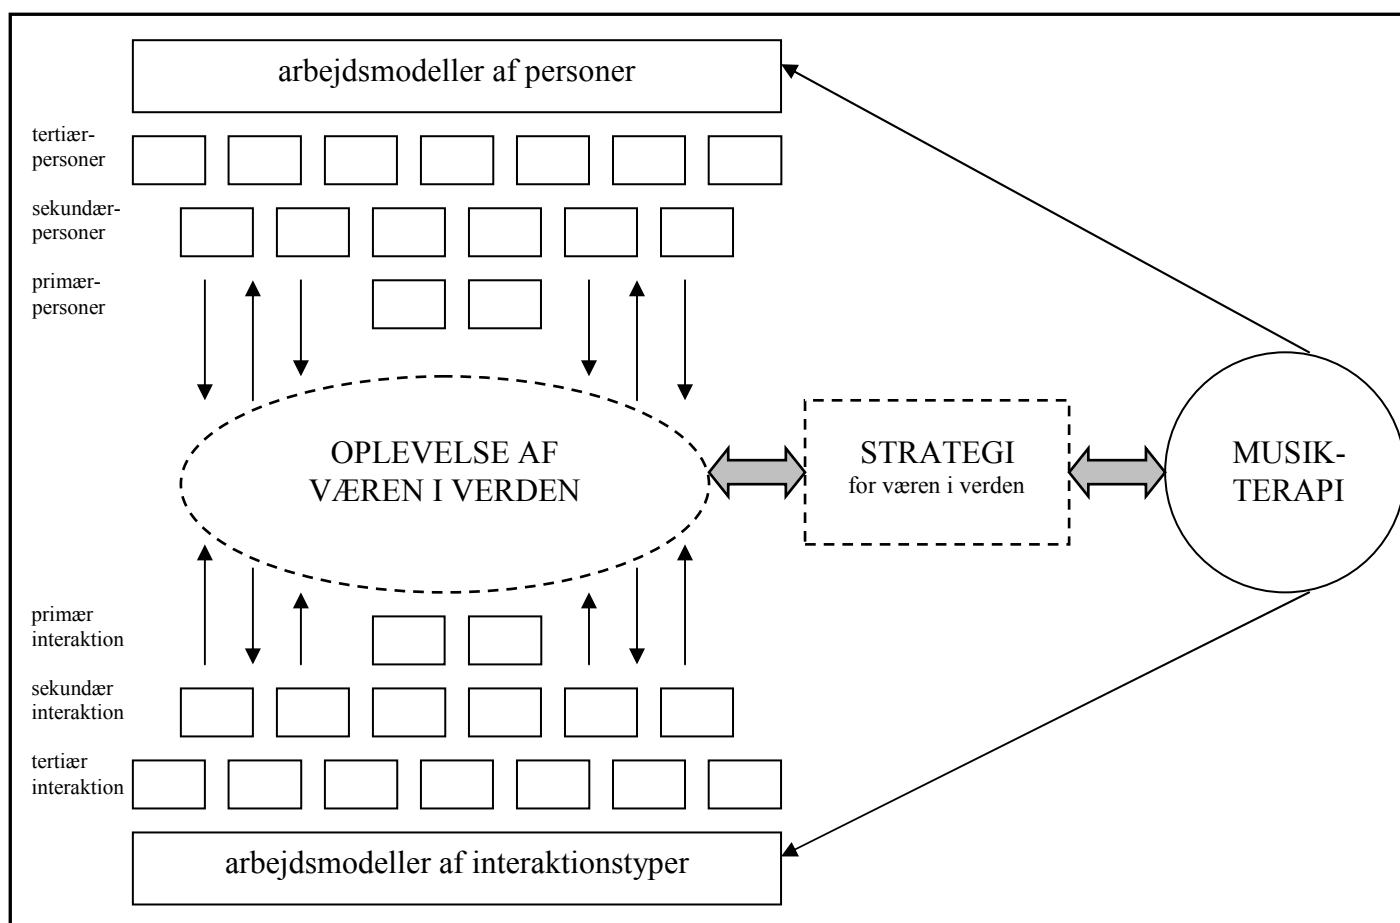 arbejdsmodeller af personer
tertiær-
personer
sekundær-
personer
primær-
personer
OPLEVELSE AF
VÆREN I VERDEN
STRATEGI
for væren i verden
MUSIK-
TERAPI
primær
interaktion
sekundær
interaktion
tertiær
interaktion
arbejdsmodeller af interaktionstyper